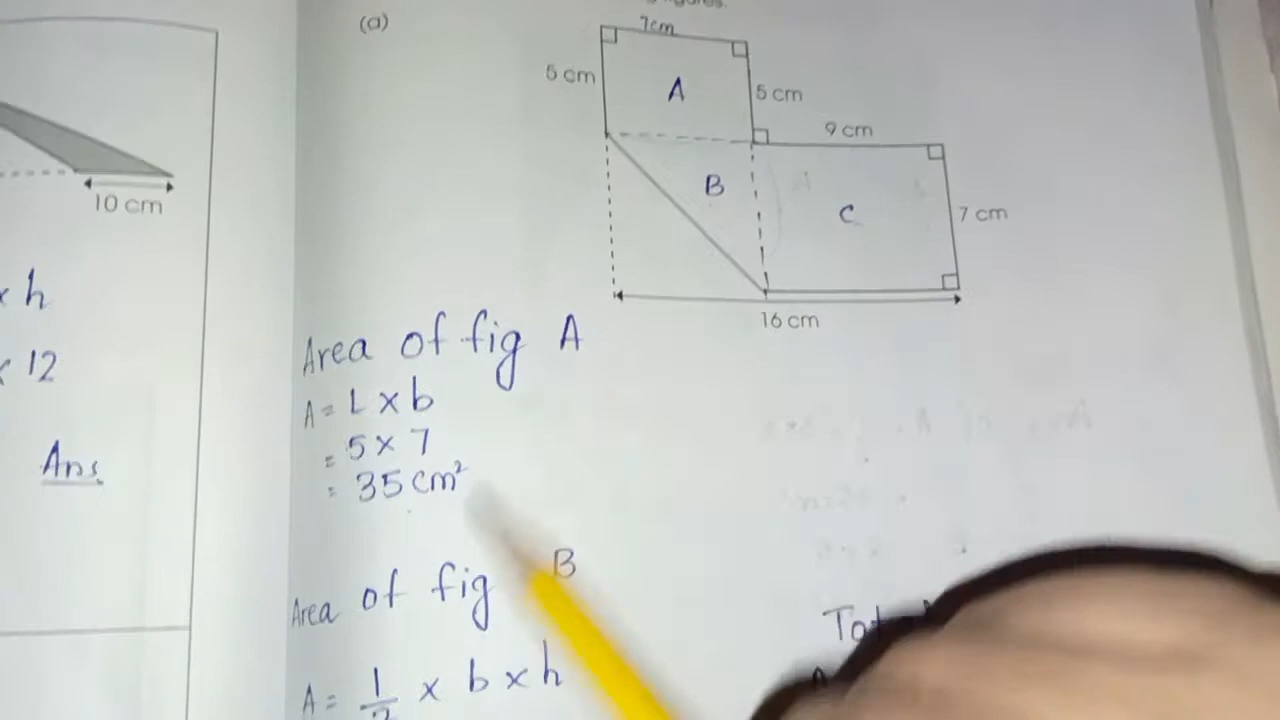 (a)
7cm
5 cm
A
5 cm
9 cm
B
C
7 cm
16 cm
10 cm
x h
x 12
Ans
Area of fig A
A = L x b
= 5 x 7
= 35 cm²
Area of fig B
A = 1/2 x b x h